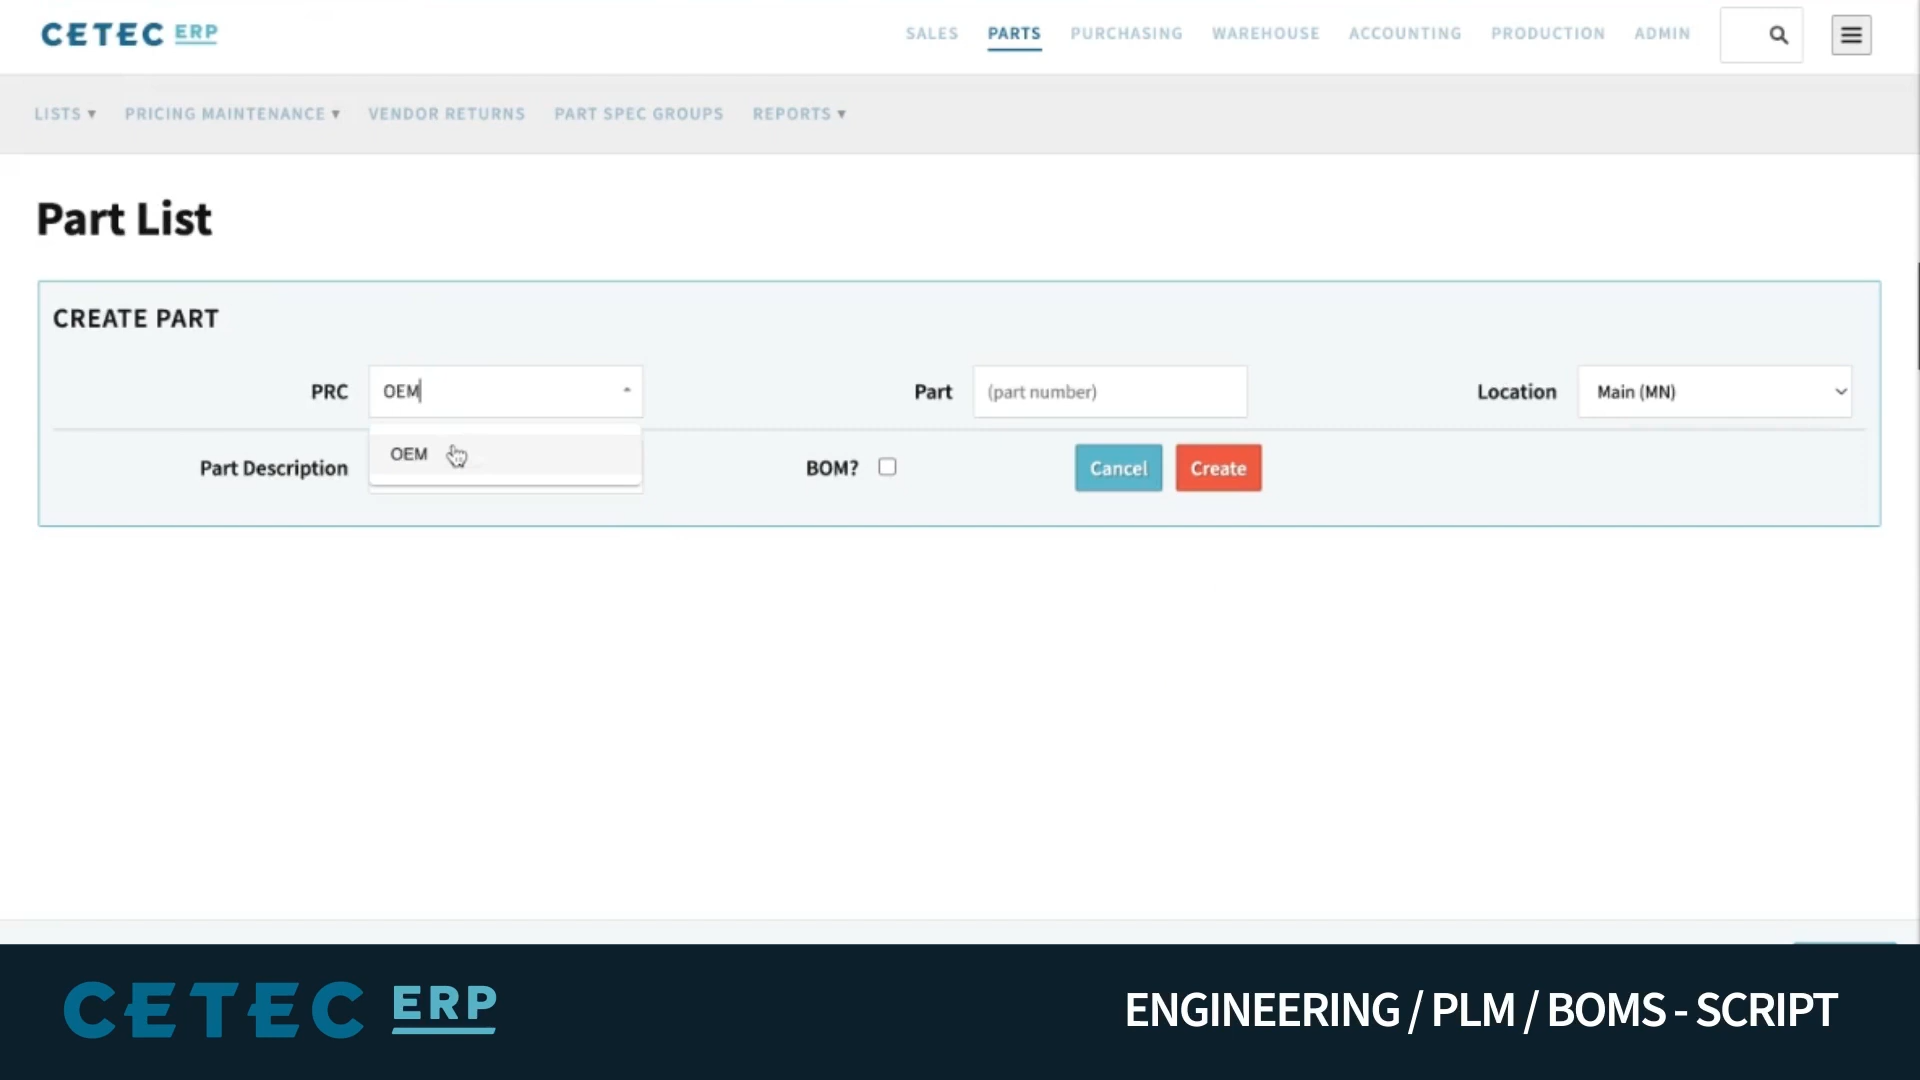 CETEC ERP
SALES PARTS PURCHASING WAREHOUSE ACCOUNTING PRODUCTION ADMIN
LISTS ▾ PRICING MAINTENANCE ▾ VENDOR RETURNS PART SPEC GROUPS REPORTS ▾
Part List
CREATE PART
PRC OEM Part (part number) Location Main (MN)
OEM
Part Description BOM? Cancel Create
CETEC ERP
ENGINEERING / PLM / BOMS - SCRIPT